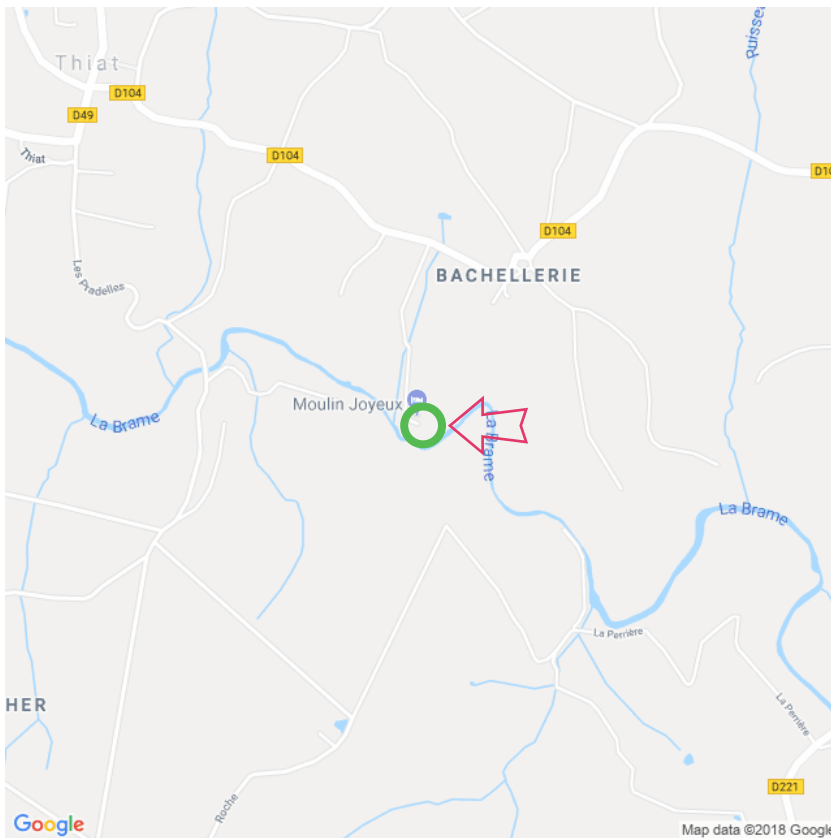 Puisseu
Thiat
D104
D49
Thiat
D104
D10
D104
BACHELLERIE
Les Pradelles
Moulin Joyeux
La Brame
La Brame
La Brame
La Perrière
HER
La Perrière
D221
Roche
Google
Map data ©2018 Google